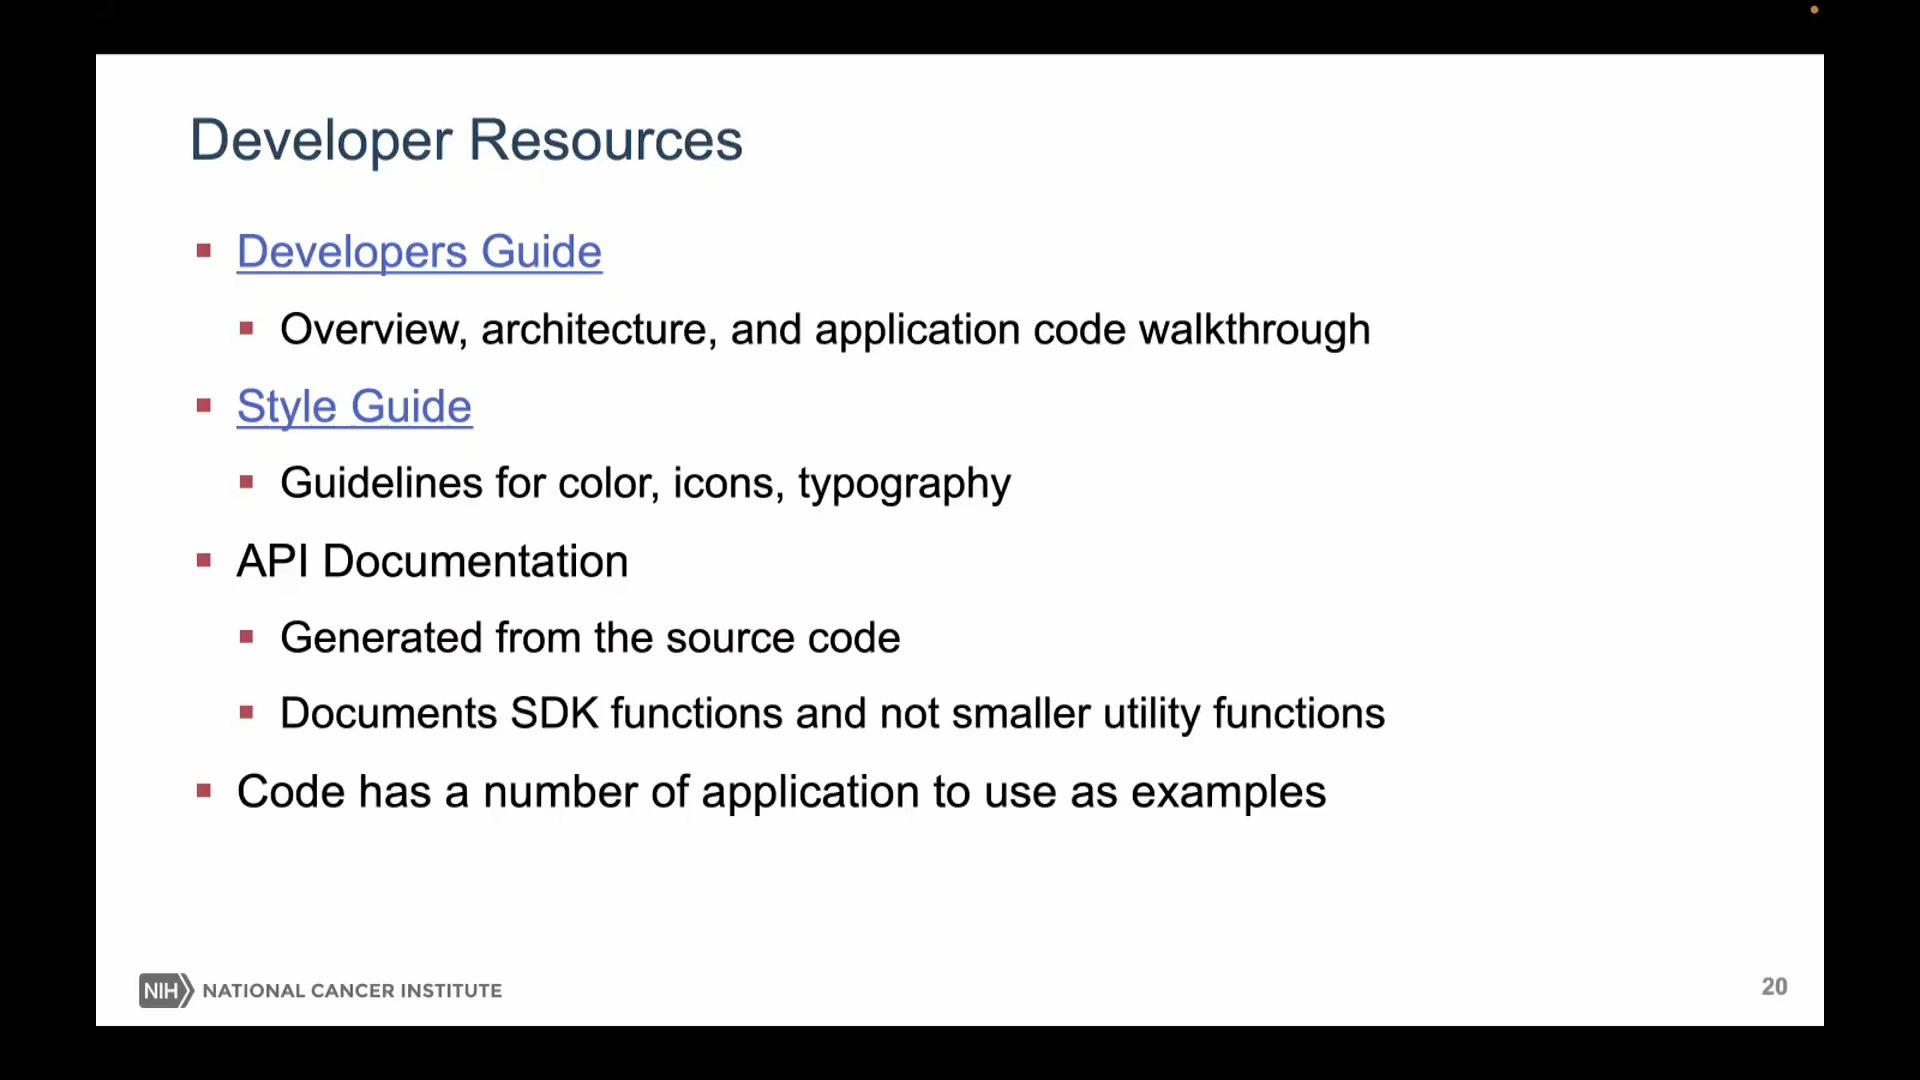 Developer Resources
Developers Guide
Overview, architecture, and application code walkthrough
Style Guide
Guidelines for color, icons, typography
API Documentation
Generated from the source code
Documents SDK functions and not smaller utility functions
Code has a number of application to use as examples
NIH NATIONAL CANCER INSTITUTE
20